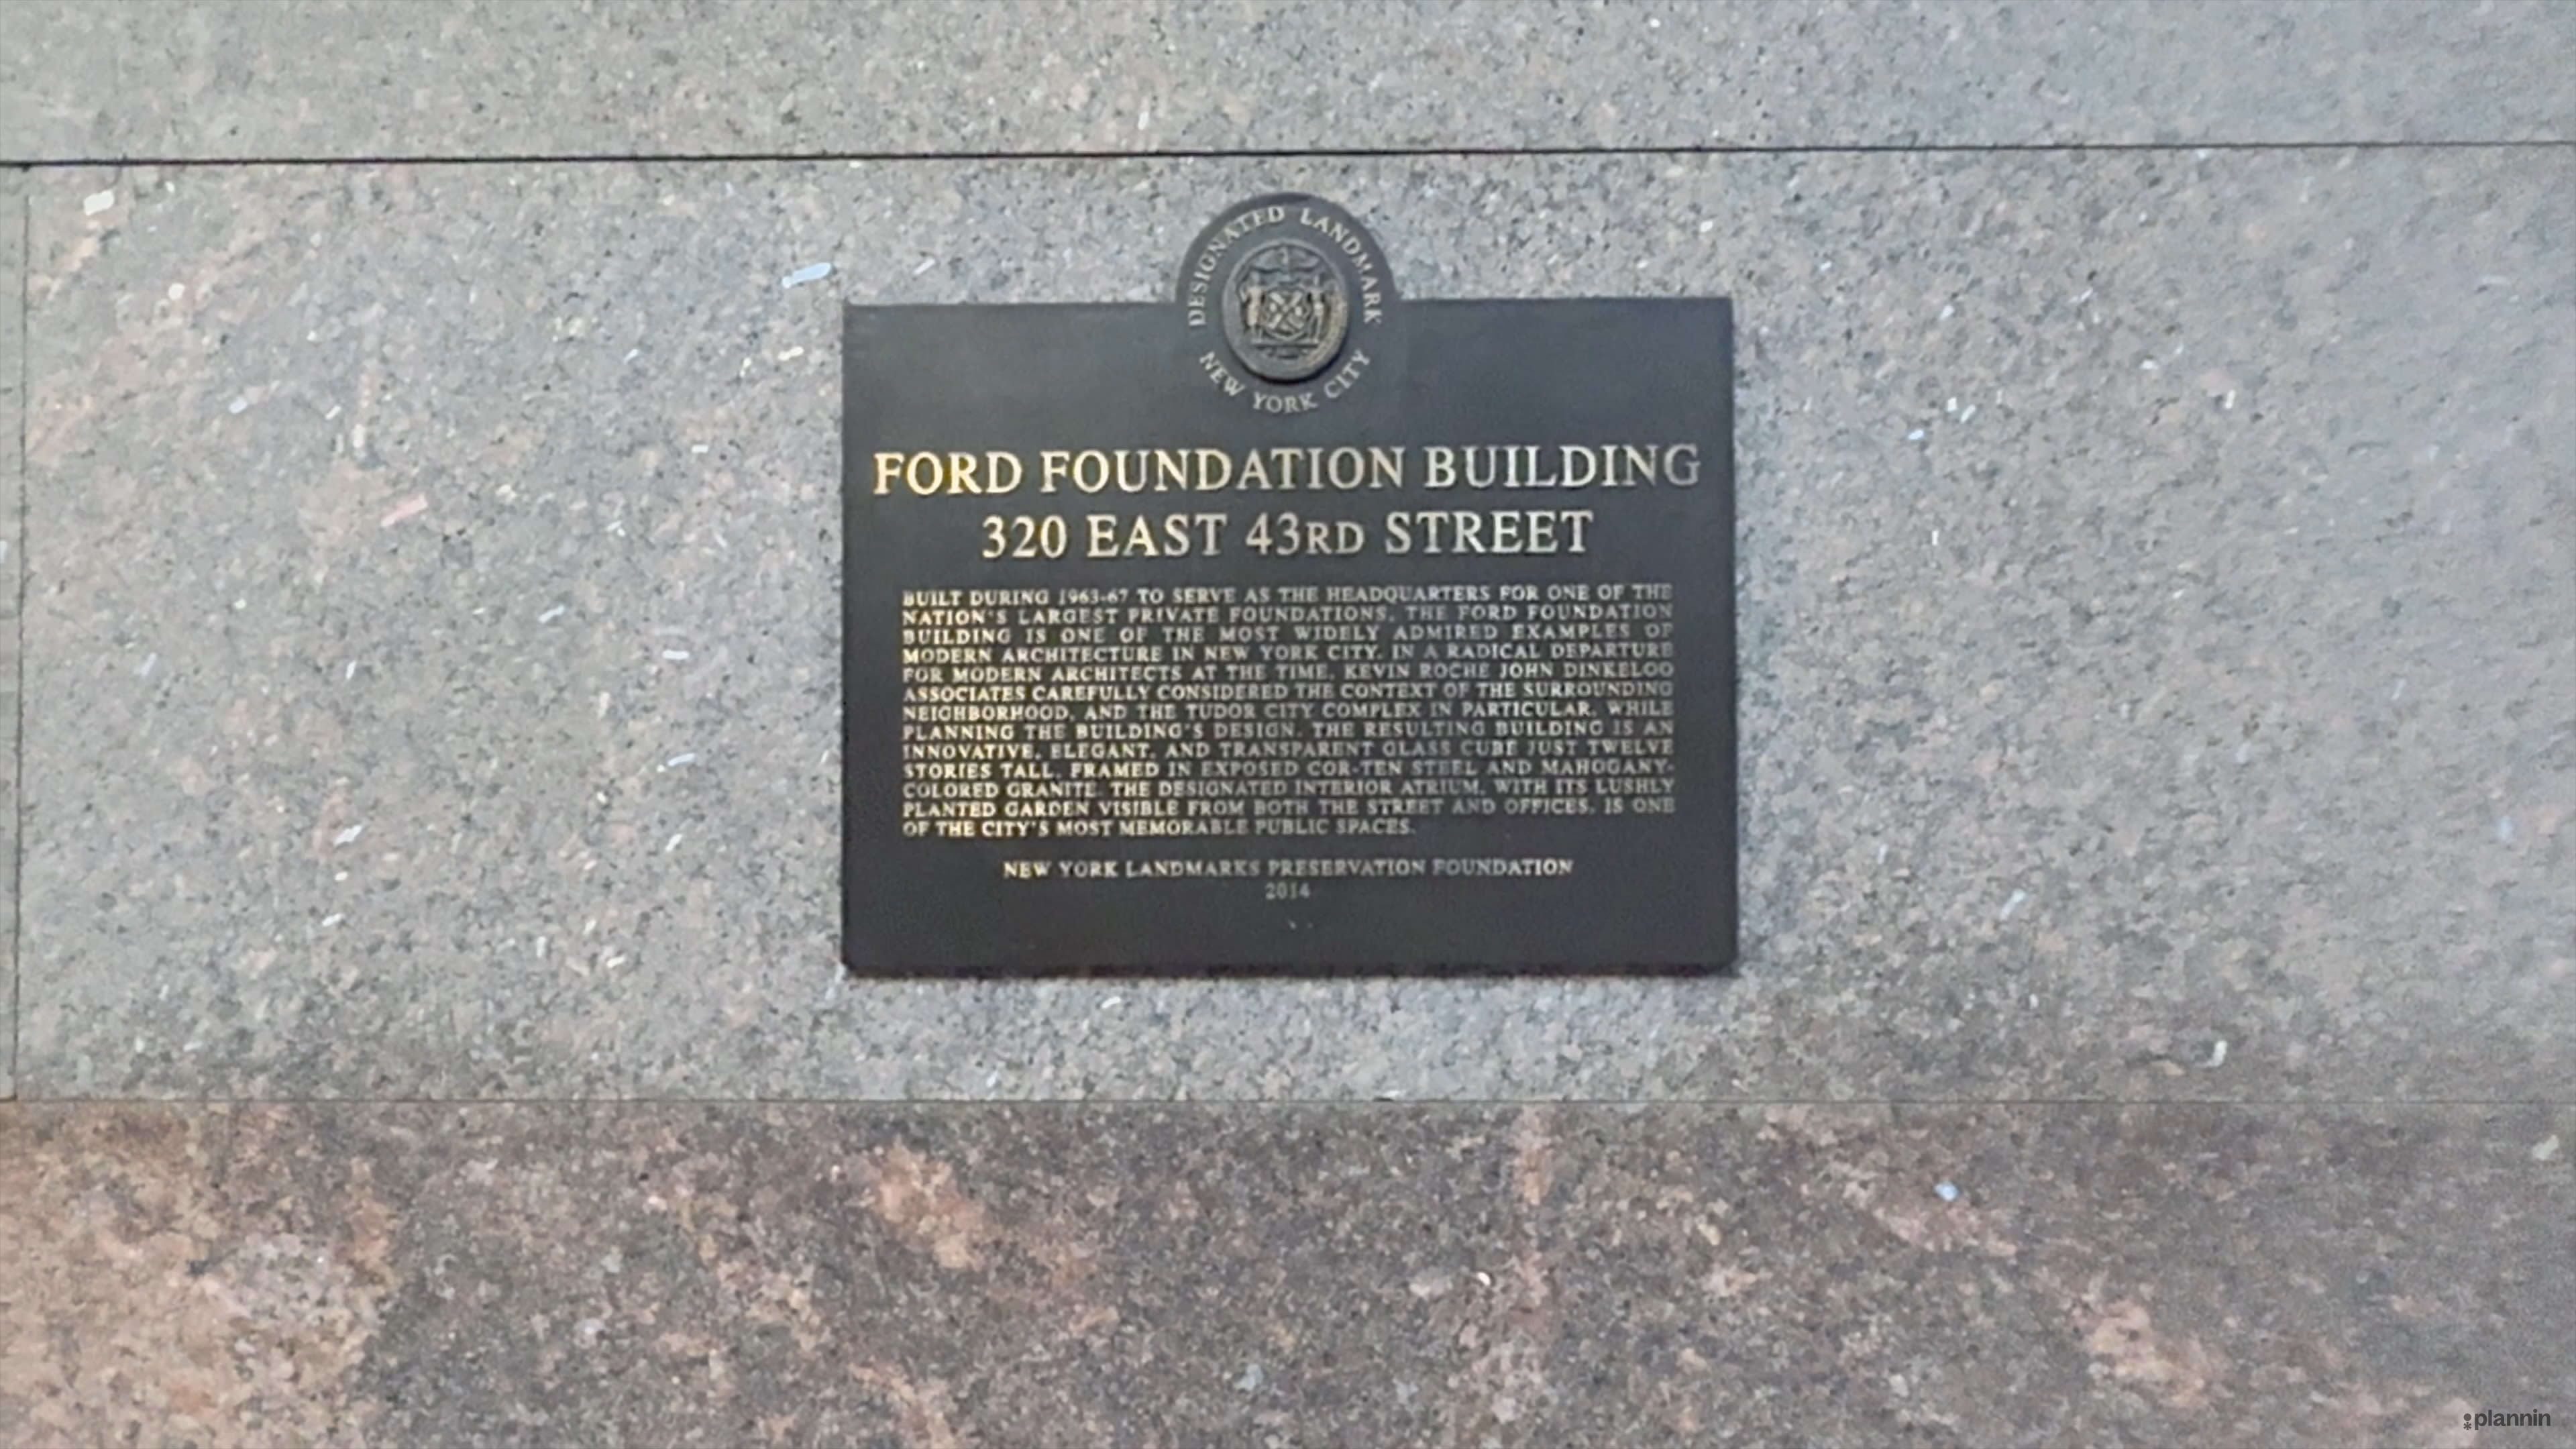 DESIGNATED LANDMARK
NEW YORK CITY
FORD FOUNDATION BUILDING
320 EAST 43RD STREET
BUILT DURING 1963-67 TO SERVE AS THE HEADQUARTERS FOR ONE OF THE
NATION'S LARGEST PRIVATE FOUNDATIONS, THE FORD FOUNDATION
BUILDING IS ONE OF THE MOST WIDELY ADMIRED EXAMPLES OF
MODERN ARCHITECTURE IN NEW YORK CITY. IN A RADICAL DEPARTURE
FOR MODERN ARCHITECTS AT THE TIME, KEVIN ROCHE JOHN DINKELOO
ASSOCIATES CAREFULLY CONSIDERED THE CONTEXT OF THE SURROUNDING
NEIGHBORHOOD, AND THE TUDOR CITY COMPLEX IN PARTICULAR, WHILE
PLANNING THE BUILDING'S DESIGN. THE RESULTING BUILDING IS AN
INNOVATIVE, ELEGANT, AND TRANSPARENT GLASS CUBE JUST TWELVE
STORIES TALL, FRAMED IN EXPOSED COR-TEN STEEL AND MAHOGANY-
COLORED GRANITE. THE DESIGNATED INTERIOR ATRIUM, WITH ITS LUSHLY
PLANTED GARDEN VISIBLE FROM BOTH THE STREET AND OFFICES, IS ONE
OF THE CITY'S MOST MEMORABLE PUBLIC SPACES.
NEW YORK LANDMARKS PRESERVATION FOUNDATION
2014
plannin